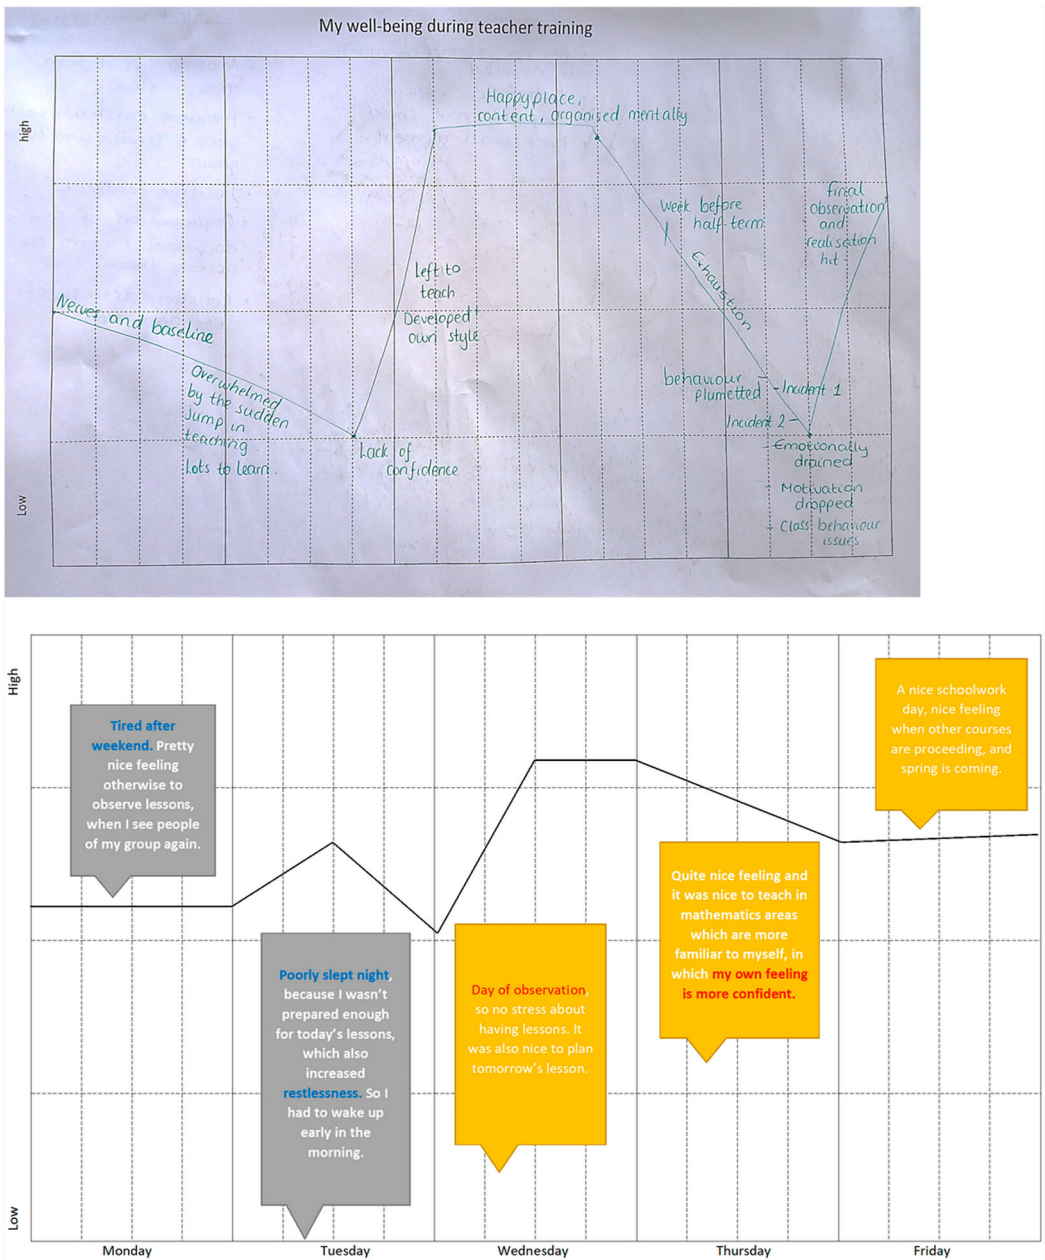 My well-being during teacher training
high
Low
Happy place,
content, organised mentally
Week before
half-term
Final
observation
and
realisation
hit
Exhaustion
Left to
teach
Developed
own style
Nerves and baseline
Overwhelmed
by the sudden
Jump in
teaching.
Lots to learn.
Lack of
confidence
behaviour
plumetted
- Incident 1
Incident 2 -
- Emotionally
drained
- Motivation
dropped
- Class behaviour
issues
High
Low
Tired after
weekend. Pretty
nice feeling
otherwise to
observe lessons,
when I see people
of my group again.
Poorly slept night,
because I wasn't
prepared enough
for today's lessons,
which also
increased
restlessness. So I
had to wake up
early in the
morning.
Day of observation,
so no stress about
having lessons. It
was also nice to plan
tomorrow's lesson.
Quite nice feeling and
it was nice to teach in
mathematics areas
which are more
familiar to myself, in
which my own feeling
is more confident.
A nice schoolwork
day, nice feeling
when other courses
are proceeding, and
spring is coming.
Monday
Tuesday
Wednesday
Thursday
Friday